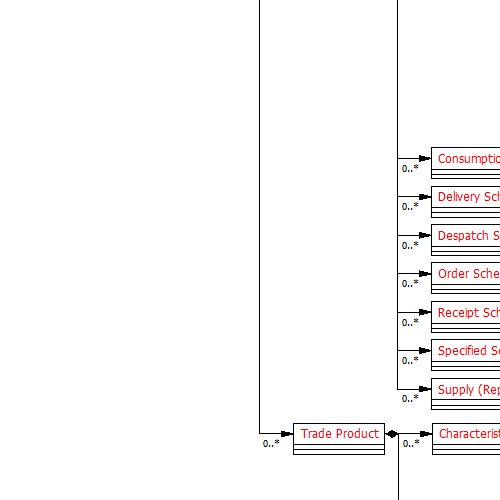 Consumptio
0..*
Delivery Sch
0..*
Despatch S
0..*
Order Sche
0..*
Receipt Sch
0..*
Specified Sc
0..*
Supply (Rep
0..*
Trade Product
Characterist
0..*
0..*